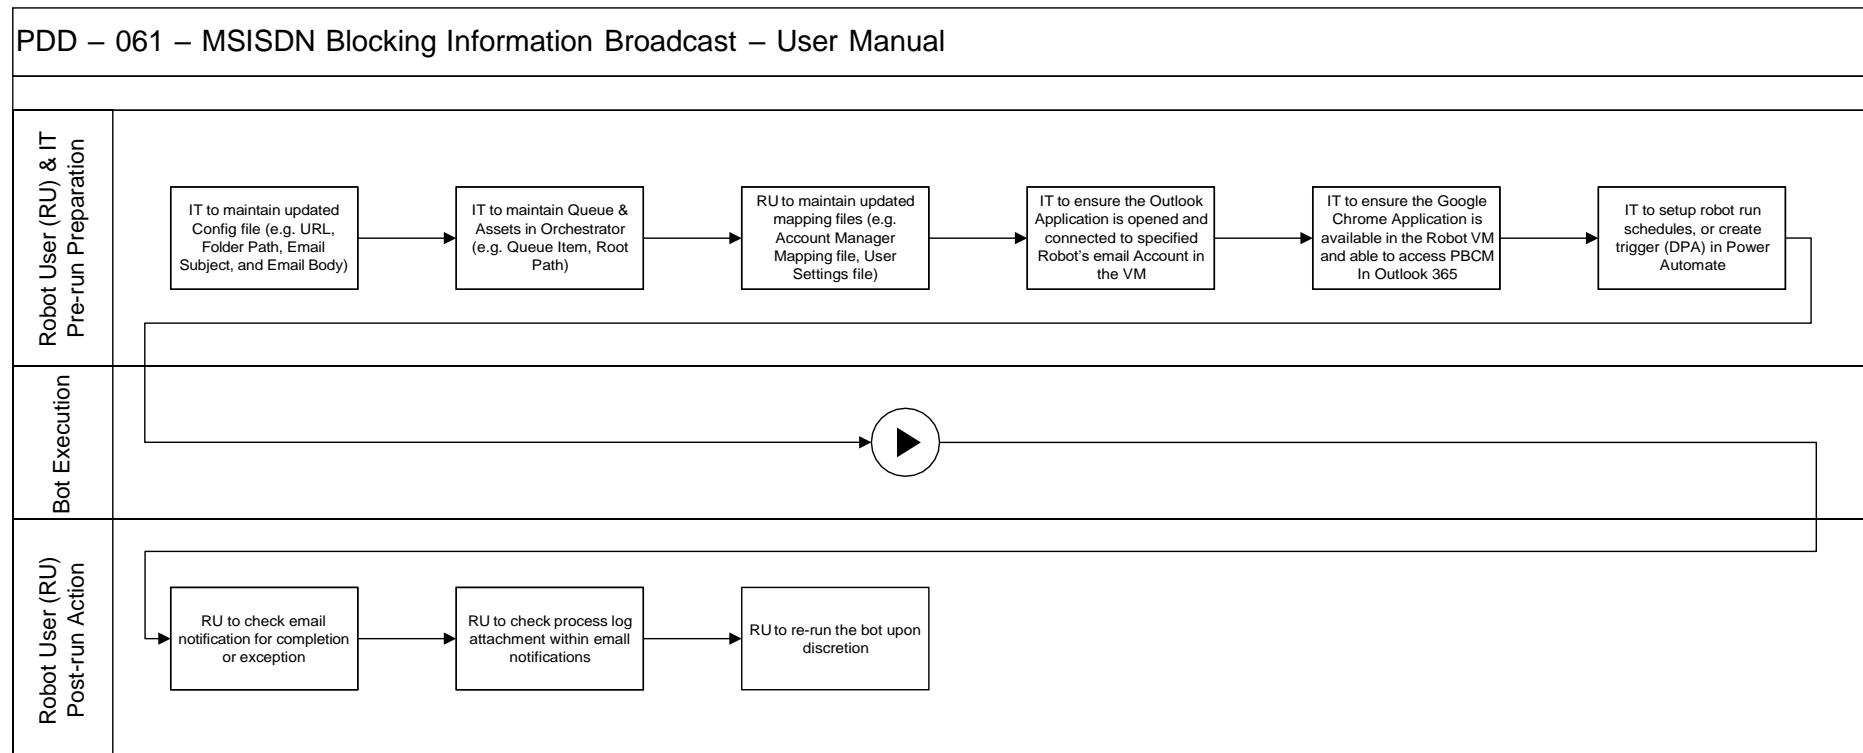 PDD – 061 – MSISDN Blocking Information Broadcast – User Manual
Robot User (RU) & IT
Pre-run Preparation
IT to maintain updated
Config file (e.g. URL,
Folder Path, Email
Subject, and Email Body)
IT to maintain Queue &
Assets in Orchestrator
(e.g. Queue Item, Root
Path)
RU to maintain updated
mapping files (e.g.
Account Manager
Mapping file, User
Settings file)
IT to ensure the Outlook
Application is opened and
connected to specified
Robot's email Account in
the VM
IT to ensure the Google
Chrome Application is
available in the Robot VM
and able to access PBCM
In Outlook 365
IT to setup robot run
schedules, or create
trigger (DPA) in Power
Automate
Bot Execution
Robot User (RU)
Post-run Action
RU to check email
notification for completion
or exception
RU to check process log
attachment within emall
notifications
RU to re-run the bot upon
discretion